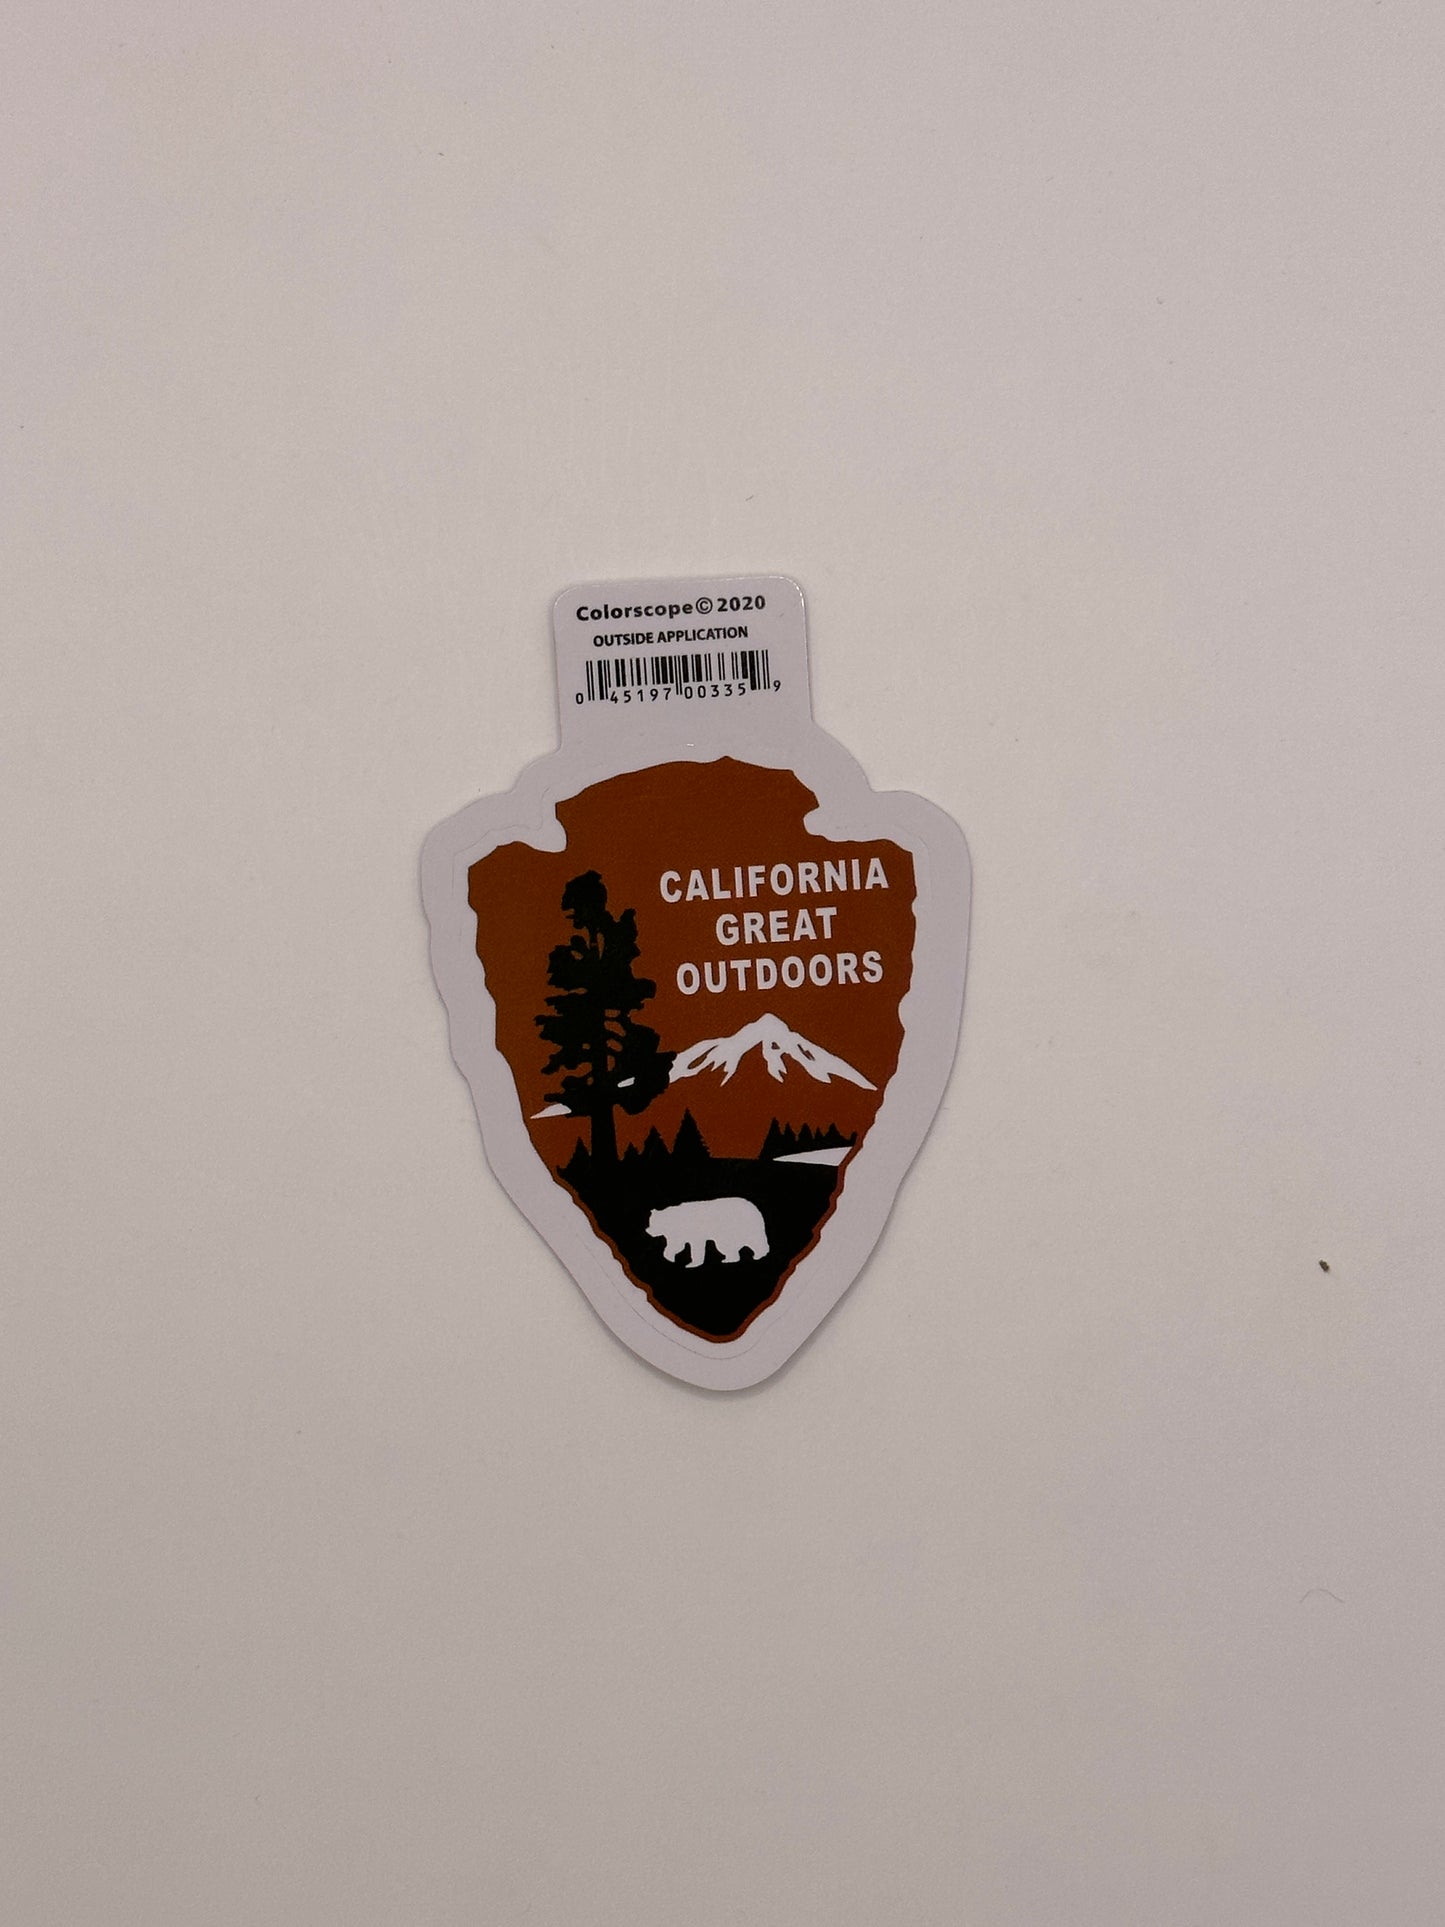 Colorscope©2020
OUTSIDE APPLICATION
0 45197 00335 9
CALIFORNIA
GREAT
OUTDOORS